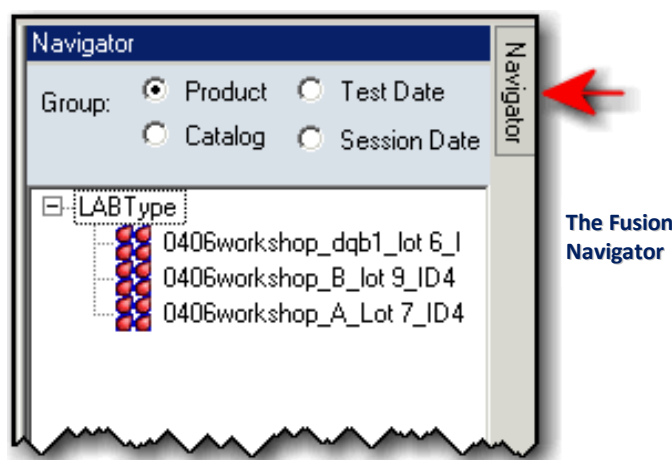 Navigator
Group:
Product
Test Date
Catalog
Session Date
Navigator
LABType
0406workshop_dqb1_lot 6_I
0406workshop_B_lot 9_ID4
0406workshop_A_Lot 7_ID4
The Fusion
Navigator